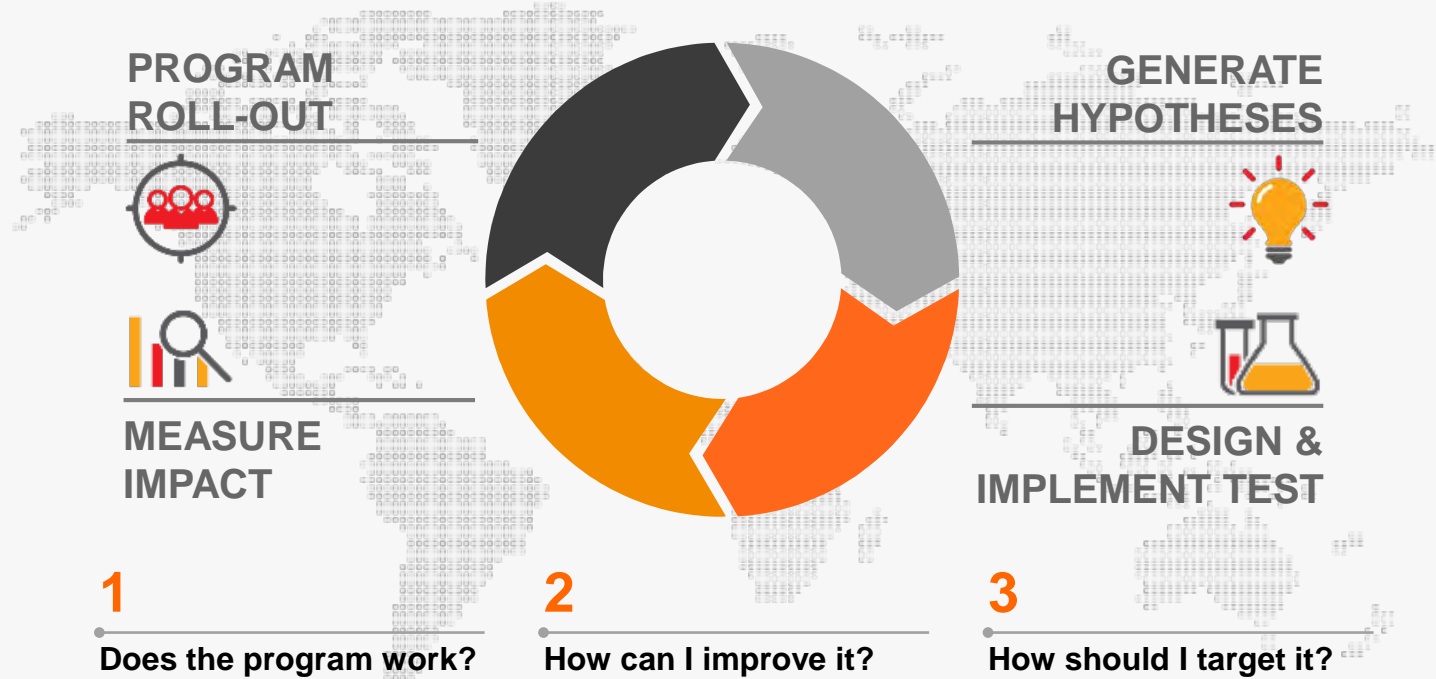 PROGRAM
ROLL-OUT
GENERATE
HYPOTHESES
MEASURE
IMPACT
DESIGN &
IMPLEMENT TEST
1
Does the program work?
2
How can I improve it?
3
How should I target it?